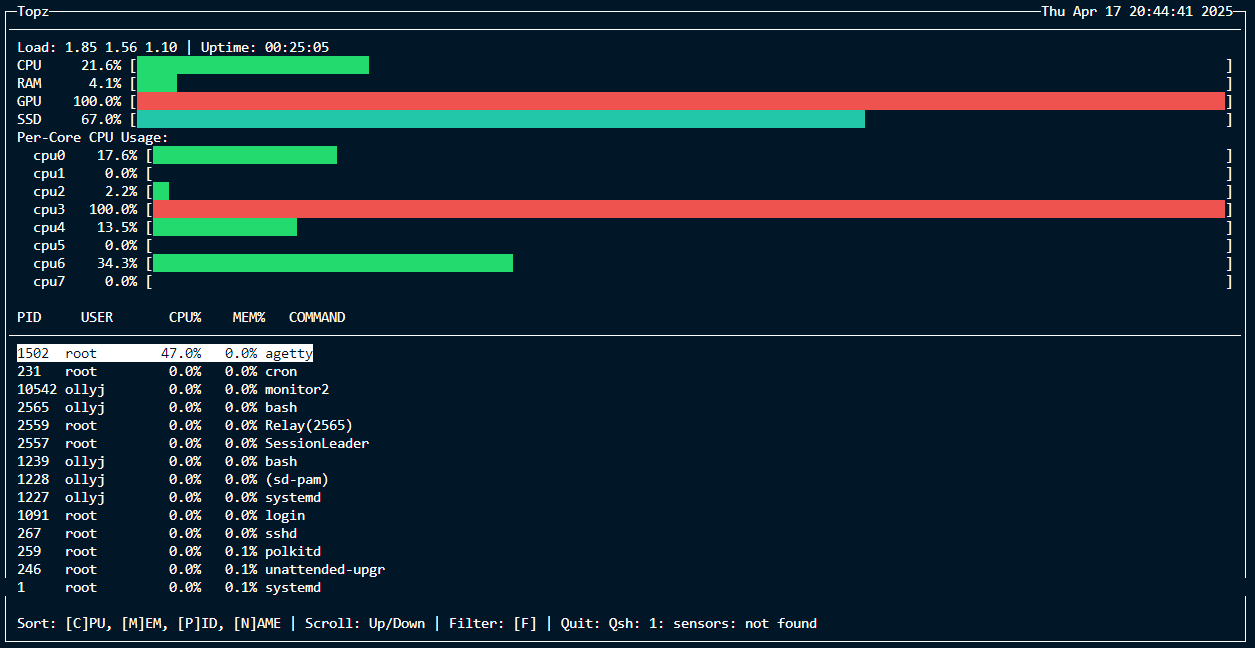 Topz Thu Apr 17 20:44:41 2025
Load: 1.85 1.56 1.10 | Uptime: 00:25:05
CPU 21.6% [ ]
RAM 4.1% [ ]
GPU 100.0% [ ]
SSD 67.0% [ ]
Per-Core CPU Usage:
cpu0 17.6% [ ]
cpu1 0.0% [ ]
cpu2 2.2% [ ]
cpu3 100.0% [ ]
cpu4 13.5% [ ]
cpu5 0.0% [ ]
cpu6 34.3% [ ]
cpu7 0.0% [ ]
PID USER CPU% MEM% COMMAND
1502 root 47.0% 0.0% agetty
231 root 0.0% 0.0% cron
10542 ollyj 0.0% 0.0% monitor2
2565 ollyj 0.0% 0.0% bash
2559 root 0.0% 0.0% Relay(2565)
2557 root 0.0% 0.0% SessionLeader
1239 ollyj 0.0% 0.0% bash
1228 ollyj 0.0% 0.0% (sd-pam)
1227 ollyj 0.0% 0.0% systemd
1091 root 0.0% 0.0% login
267 root 0.0% 0.0% sshd
259 root 0.0% 0.1% polkitd
246 root 0.0% 0.1% unattended-upgr
1 root 0.0% 0.1% systemd
Sort: [C]PU, [M]EM, [P]ID, [N]AME | Scroll: Up/Down | Filter: [F] | Quit: Qsh: 1: sensors: not found